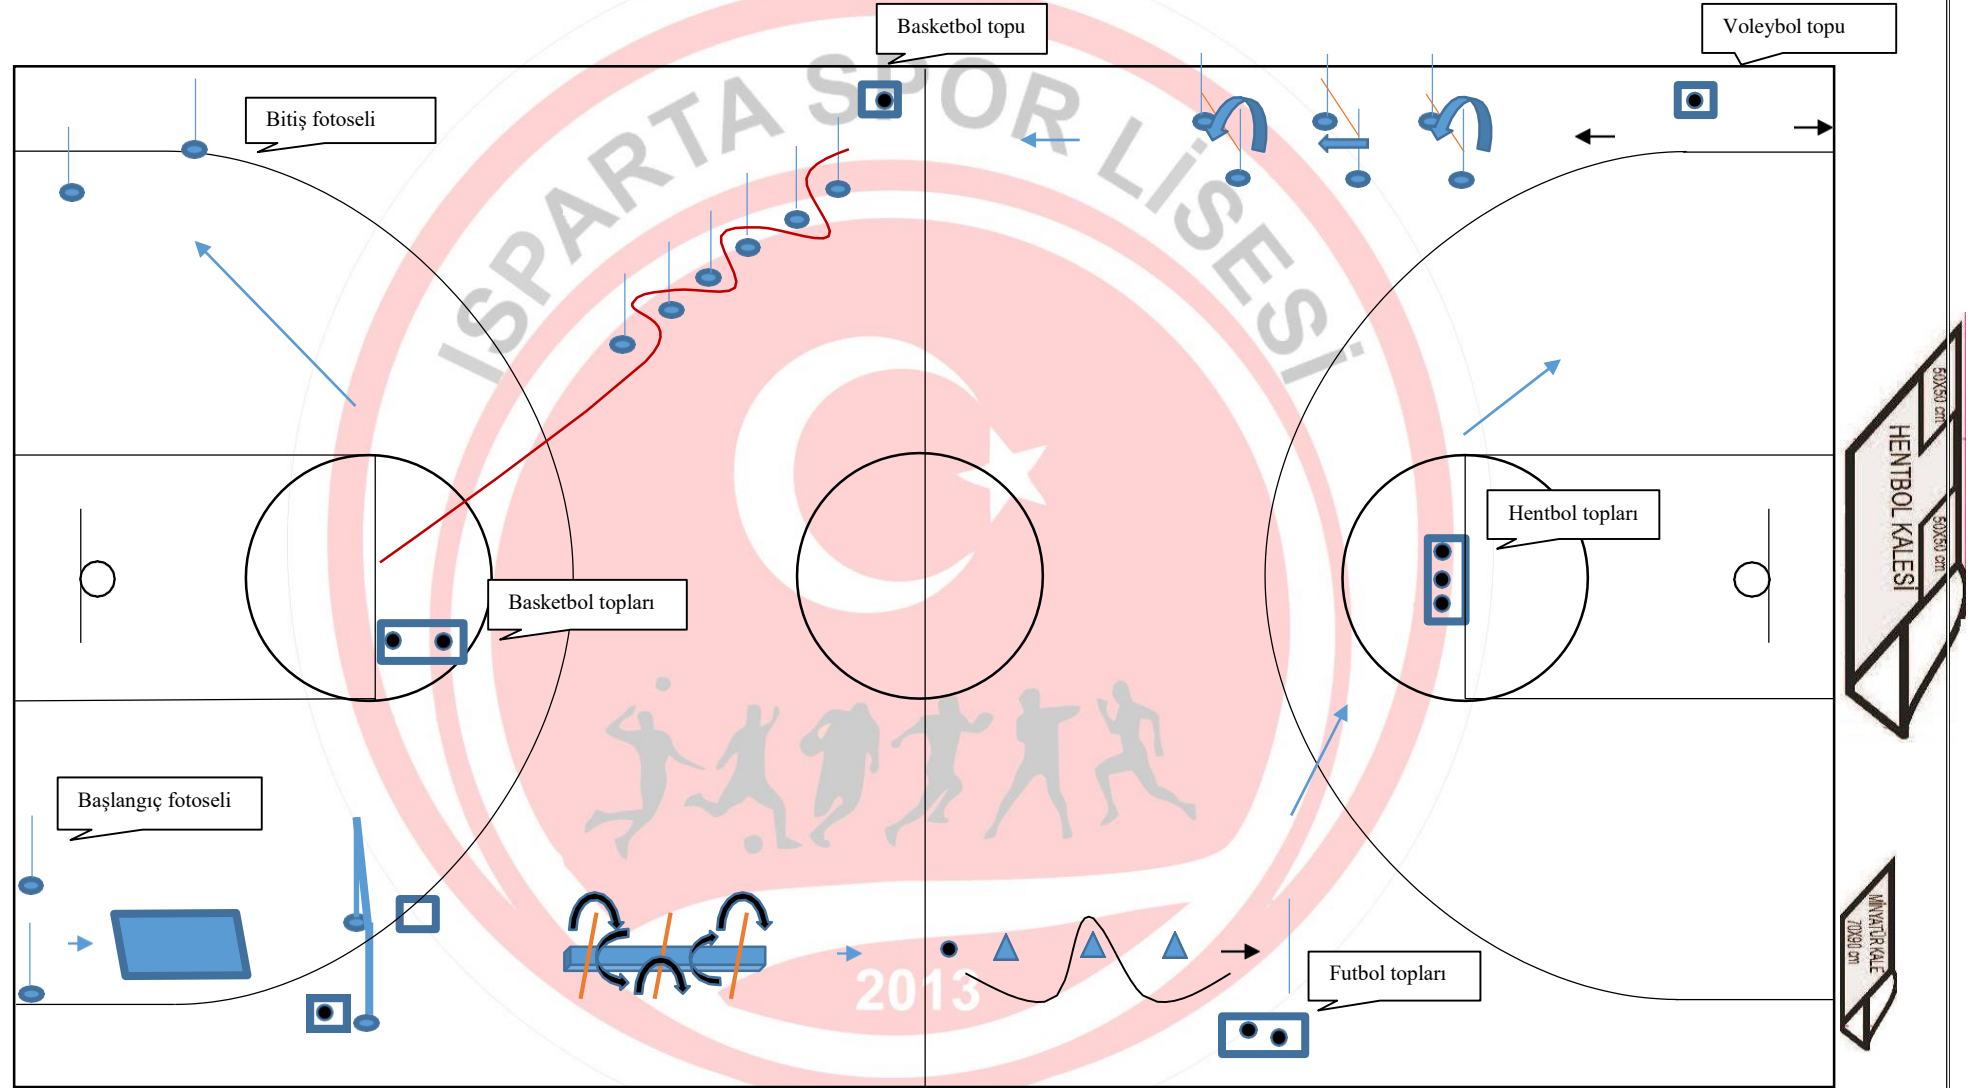 Basketbol topu
Voleybol topu
Bitiş fotoseli
ISPARTA SPOR LİSESİ
50X50 cm
HENTBOL KALESİ
50X50 cm
Hentbol topları
Basketbol topları
Başlangıç fotoseli
MİNYATÜR KALE
70X90 cm
Futbol topları
2013